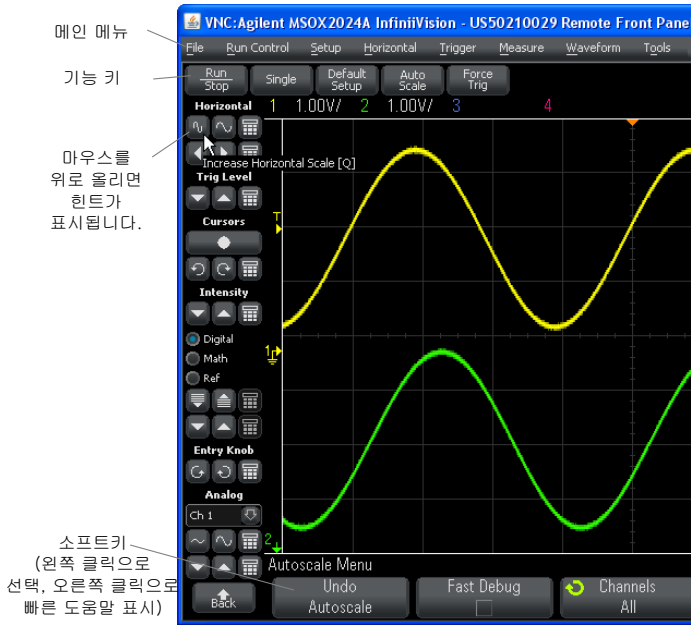 메인 메뉴
기능 키
마우스를
위로 올리면
힌트가
표시됩니다.
소프트키
(왼쪽 클릭으로
선택, 오른쪽 클릭으로
빠른 도움말 표시)
VNC:Agilent MSOX2024A InfiniiVision - US50210029 Remote Front Pane
File Run Control Setup Horizontal Trigger Measure Waveform Tools
Run
Stop
Single
Default
Setup
Auto
Scale
Force
Trig
Horizontal
1 1.00V/ 2 1.00V/ 3 4
Increase Horizontal Scale [Q]
Trig Level
T
Cursors
Intensity
Digital
1
Math
Ref
Entry Knob
Analog
Ch 1
2
Autoscale Menu
Back
Undo
Autoscale
Fast Debug
Channels
All